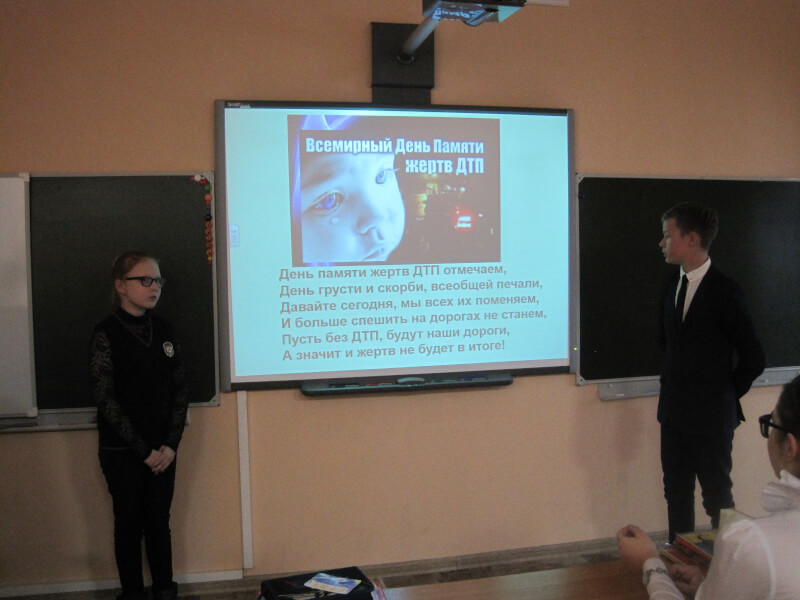 Всемирный День Памяти
жертв ДТП
День памяти жертв ДТП отмечаем,
День грусти и скорби, всеобщей печали,
Давайте сегодня, мы всех их поменяем,
И больше спешить на дорогах не станем,
Пусть без ДТП, будут наши дороги,
А значит и жертв не будет в итоге!